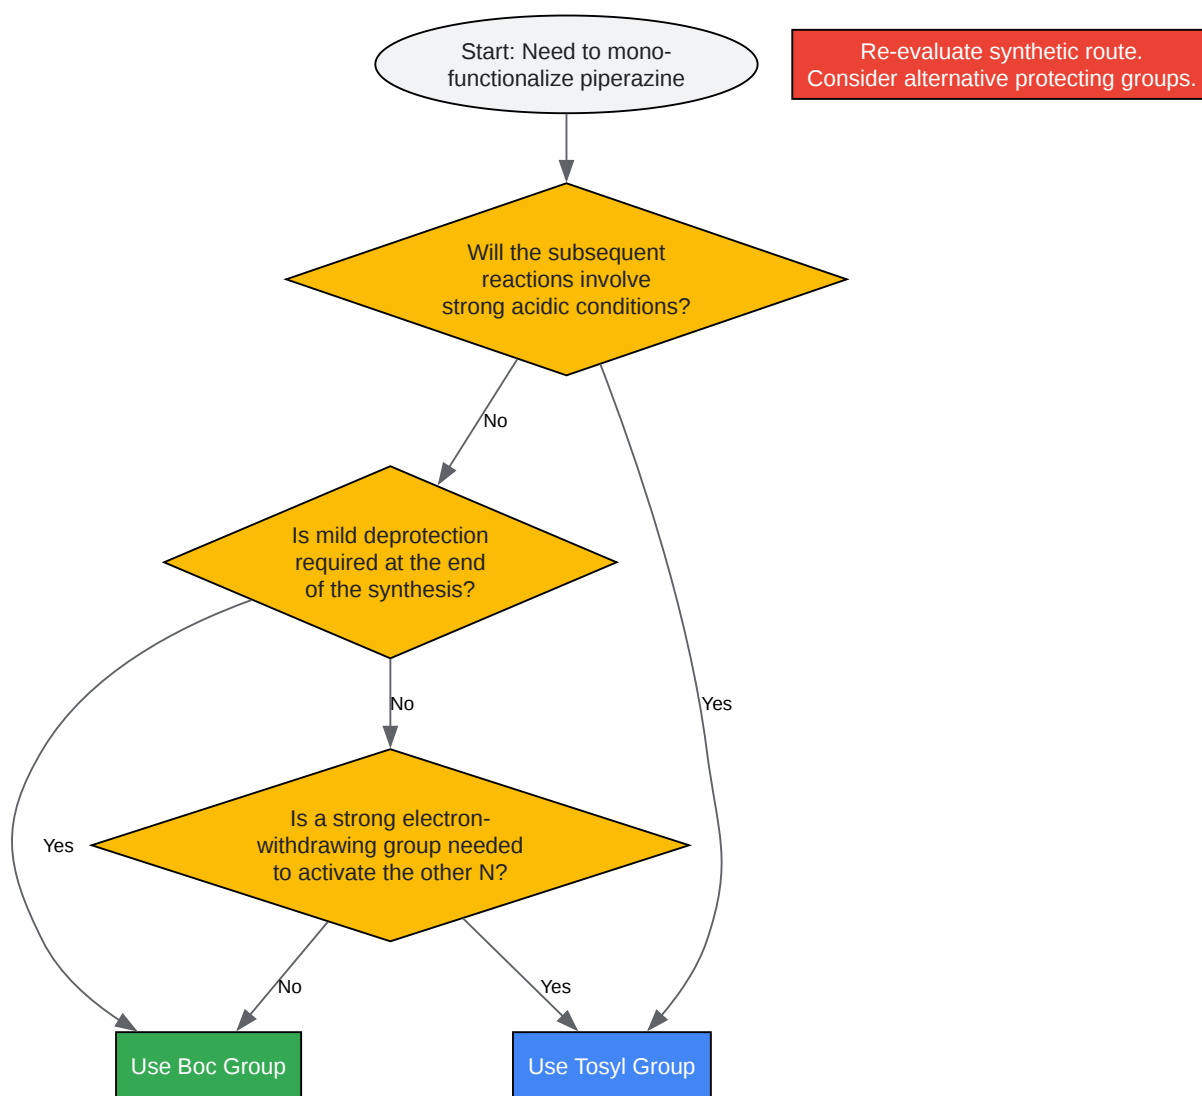 Start: Need to mono-
functionalize piperazine
Re-evaluate synthetic route.
Consider alternative protecting groups.
Will the subsequent
reactions involve
strong acidic conditions?
No
Is mild deprotection
required at the end
of the synthesis?
No
Yes
Is a strong electron-
withdrawing group needed
to activate the other N?
Yes
No
Yes
Use Boc Group
Use Tosyl Group